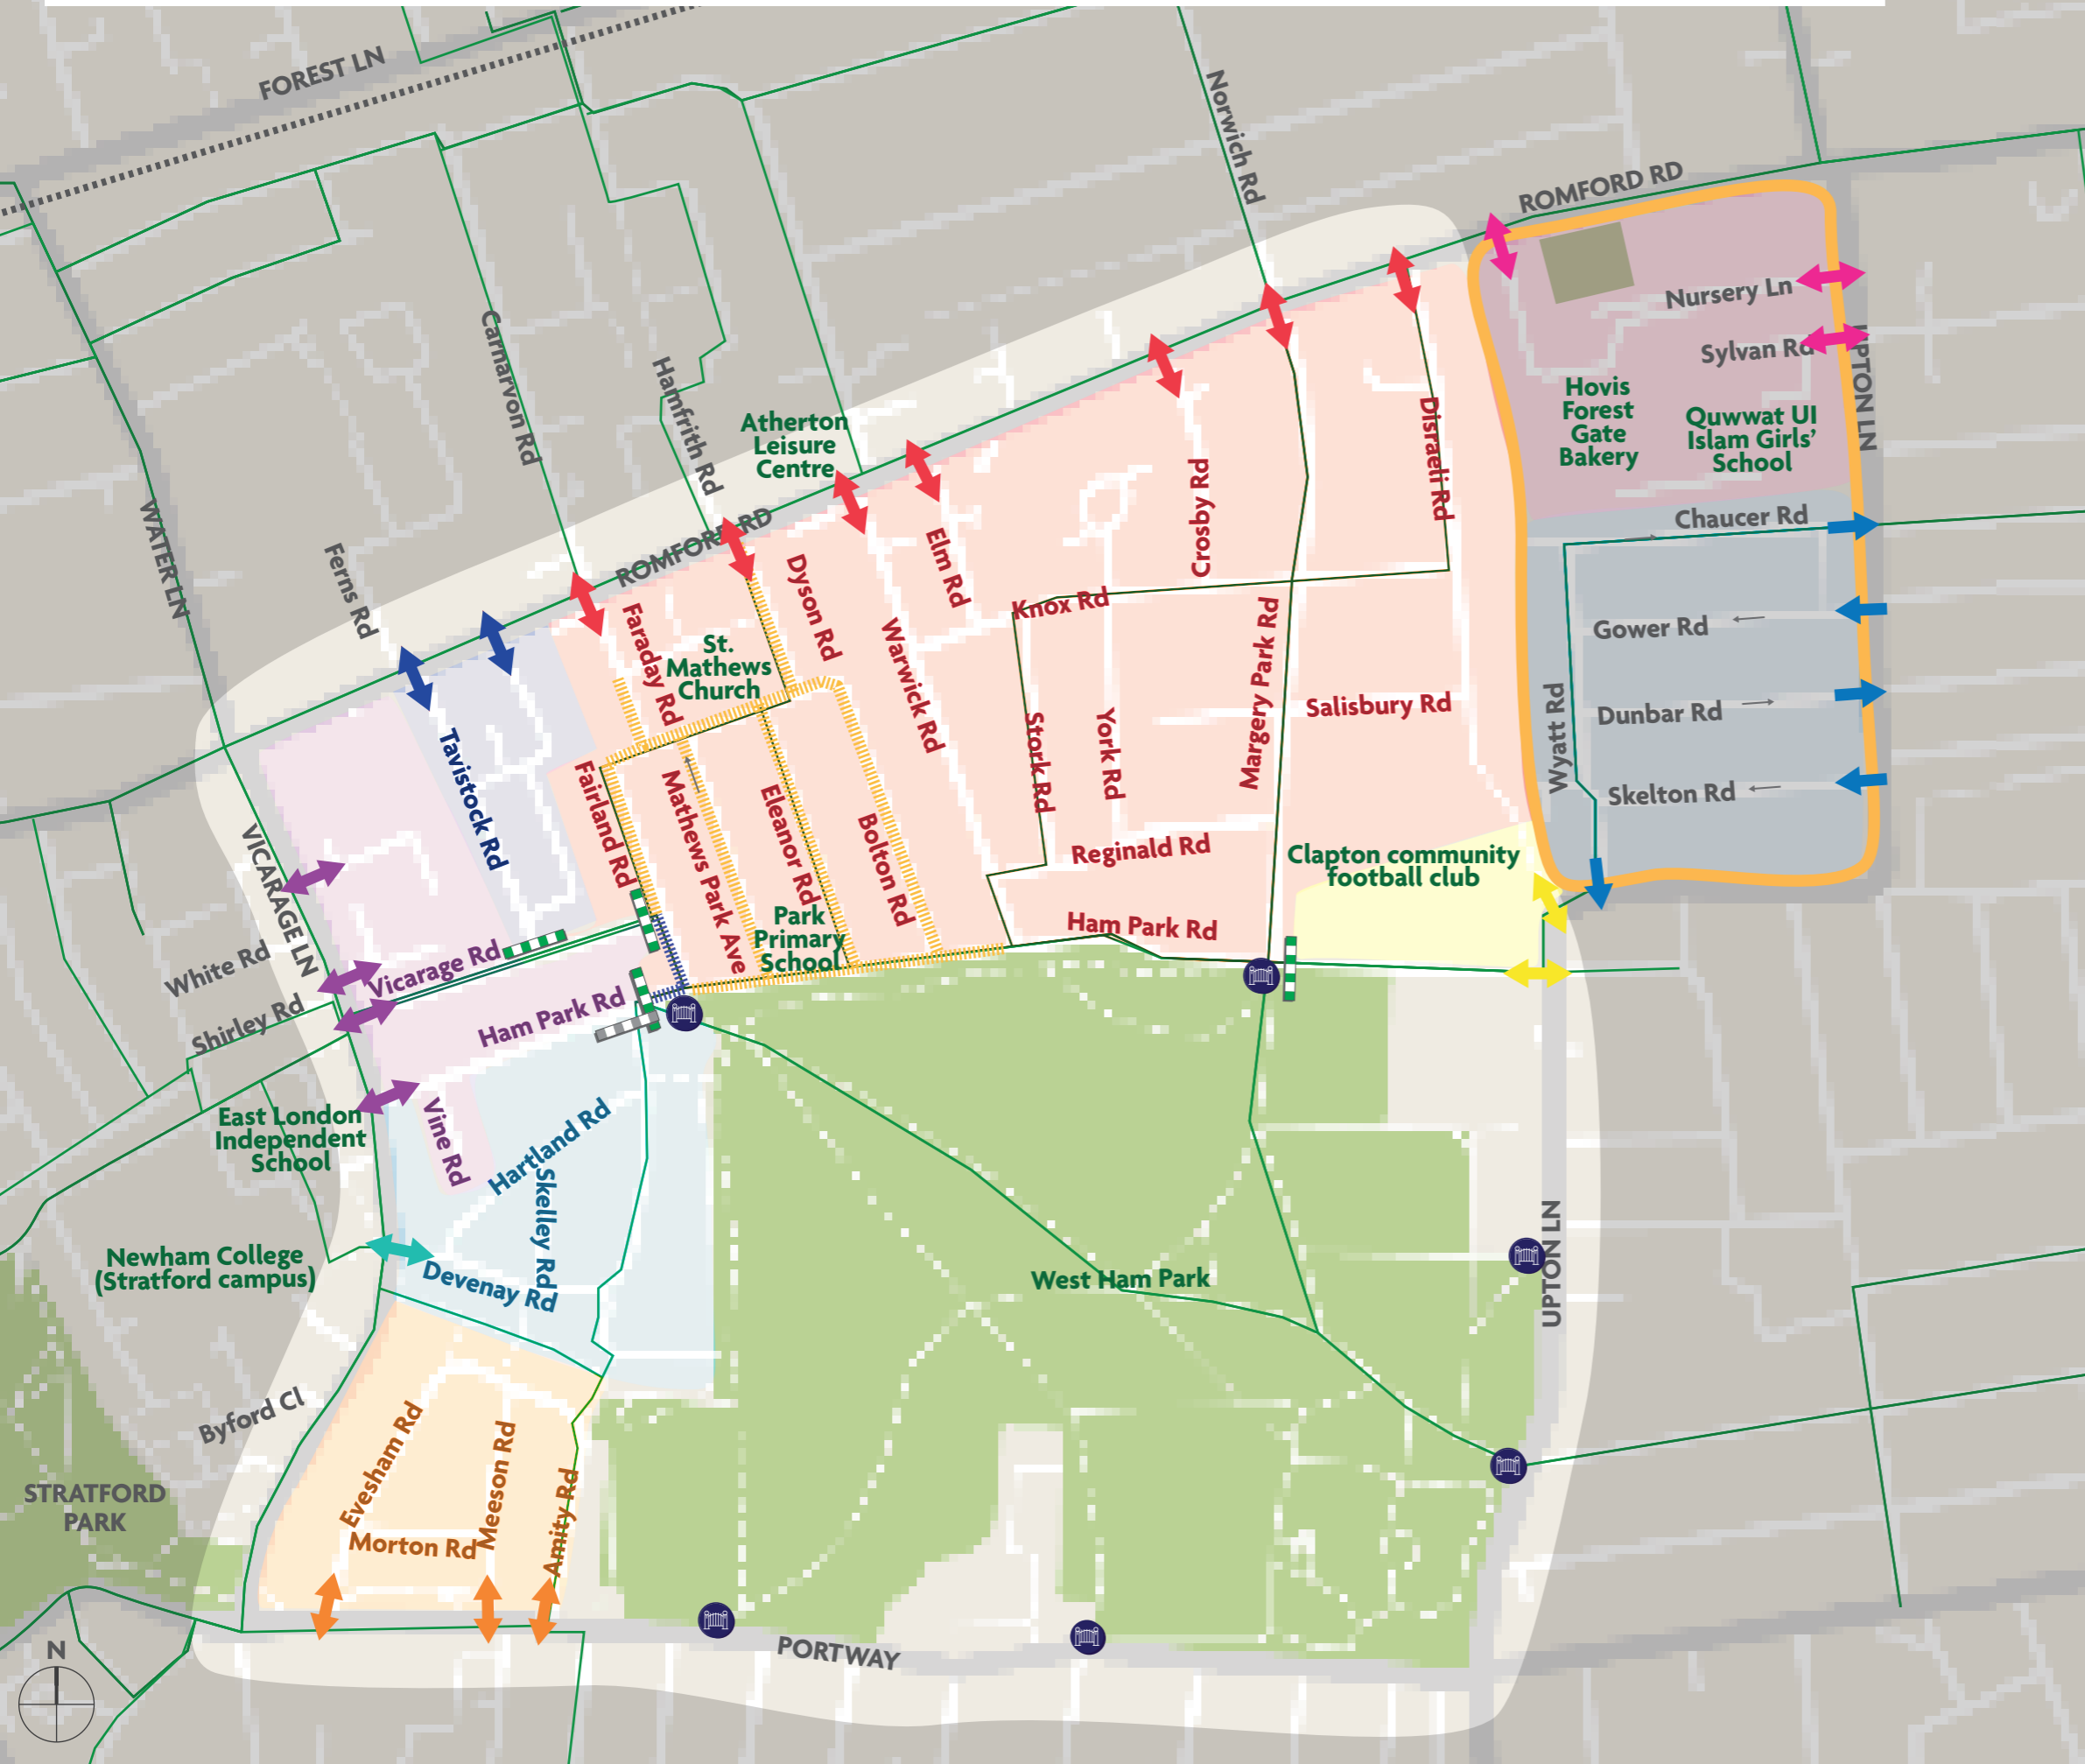 FOREST LN
Norwich Rd
ROMFORD RD
Nursery Ln
Sylvan Rd
UPTON LN
Carnarvon Rd
Hamfrith Rd
Atherton
Leisure
Centre
Hovis
Forest
Gate
Bakery
Quwwat UI
Islam Girls'
School
Disraeli Rd
Crosby Rd
WATER LN
Ferns Rd
ROMFORD RD
Chaucer Rd
Elm Rd
Dyson Rd
Faraday Rd
Knox Rd
Warwick Rd
St.
Mathews
Church
Margery Park Rd
Gower Rd
Salisbury Rd
Dunbar Rd
Wyatt Rd
Stork Rd
York Rd
Tavistock Rd
Fairland Rd
Mathews Park Ave
Eleanor Rd
Bolton Rd
Skelton Rd
Reginald Rd
Clapton community
football club
VICARAGE LN
Park
Primary
School
Ham Park Rd
White Rd
Vicarage Rd
Shirley Rd
Ham Park Rd
East London
Independent
School
Vine Rd
Hartland Rd
Skelley Rd
Newham College
(Stratford campus)
Devenay Rd
West Ham Park
UPTON LN
Byford Cl
Evesham Rd
Meeson Rd
Amity Rd
Morton Rd
STRATFORD
PARK
PORTWAY
N